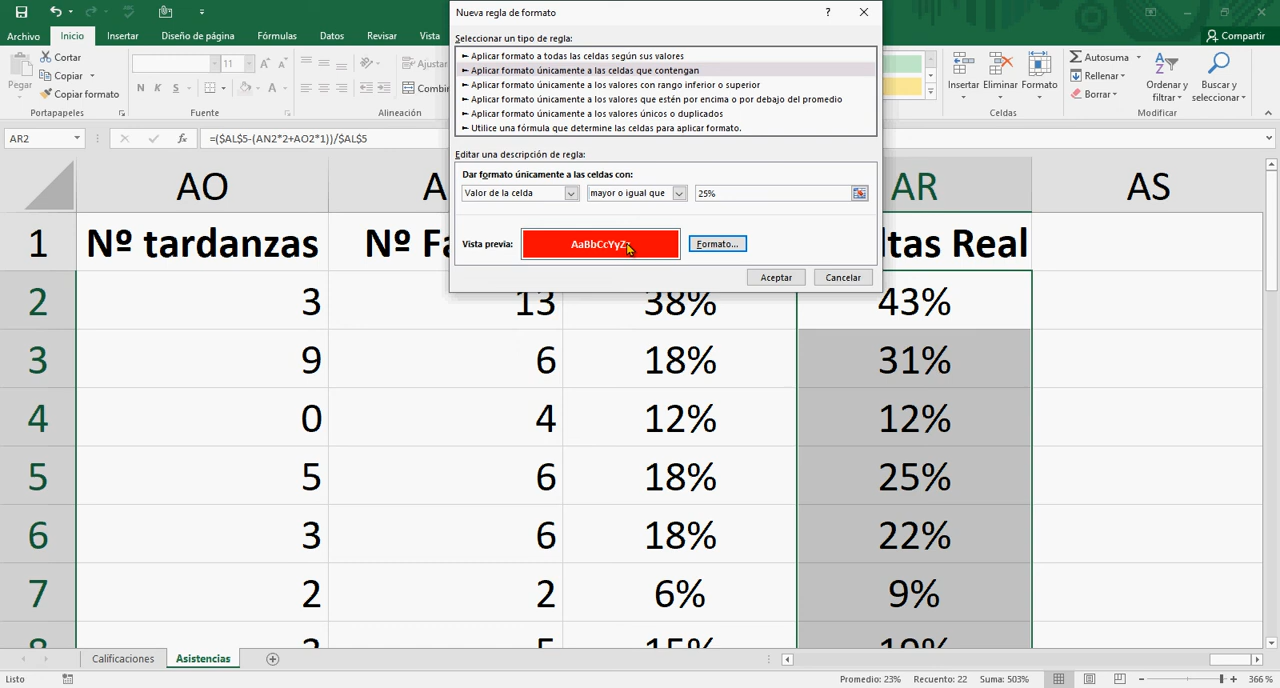 Nueva regla de formato
?
Archivo
Inicio
Insertar
Diseño de página
Fórmulas
Datos
Revisar
Vista
Compartir
Pegar
Cortar
Copiar
Copiar formato
Portapapeles
11
N K S
Fuente
Ajustar
Combin
Alineación
Insertar
Eliminar
Formato
Celdas
Autosuma
Rellenar
Borrar
Ordenar y filtrar
Buscar y seleccionar
Modificar
Seleccionar un tipo de regla:
► Aplicar formato a todas las celdas según sus valores
► Aplicar formato únicamente a las celdas que contengan
► Aplicar formato únicamente a los valores con rango inferior o superior
► Aplicar formato únicamente a los valores que estén por encima o por debajo del promedio
► Aplicar formato únicamente a los valores únicos o duplicados
► Utilice una fórmula que determine las celdas para aplicar formato.
Editar una descripción de regla:
Dar formato únicamente a las celdas con:
Valor de la celda
mayor o igual que
25%
Vista previa:
AaBbCcYyZz
Formato...
Aceptar
Cancelar
AR2
fx
=($AL$5-(AN2*2+AO2*1))/$AL$5
AO A AR AS
1 Nº tardanzas Nº Fa ltas Real
2 3 13 38% 43%
3 9 6 18% 31%
4 0 4 12% 12%
5 5 6 18% 25%
6 3 6 18% 22%
7 2 2 6% 9%
8 3 5 15% 19%
Calificaciones
Asistencias
Listo
Promedio: 23%
Recuento: 22
Suma: 503%
366 %